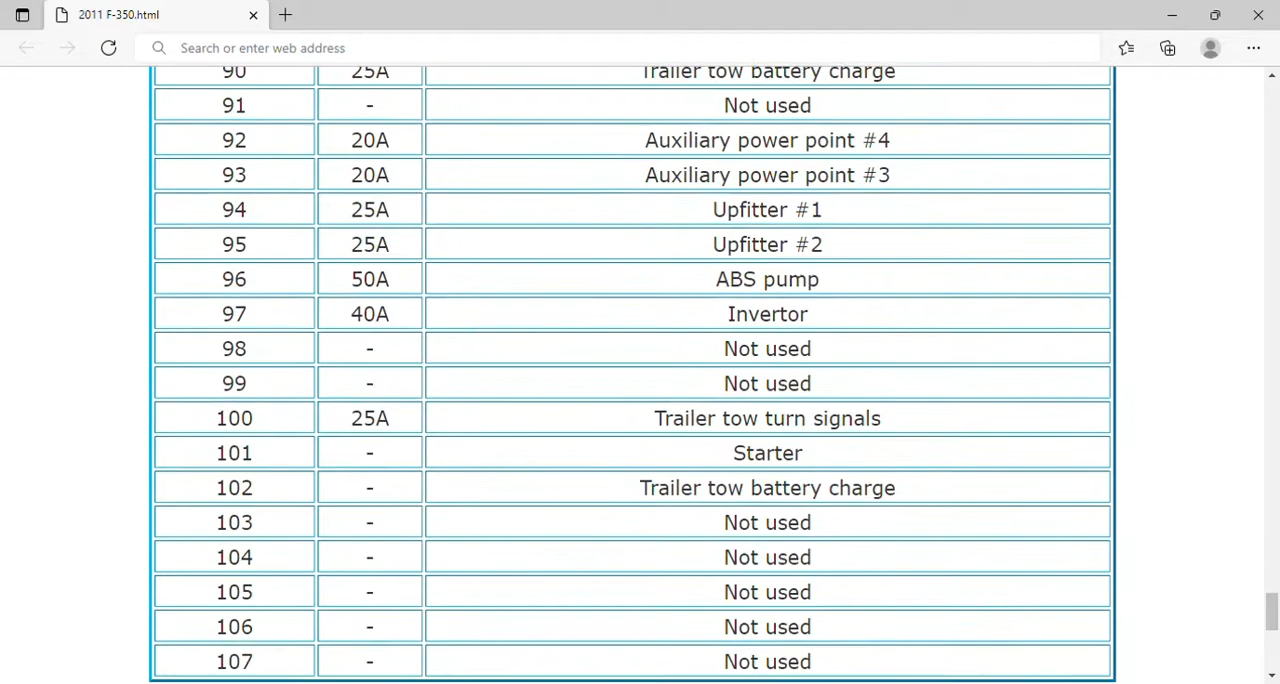 2011 F-350.html
Search or enter web address
90 25A Trailer tow battery charge
91 - Not used
92 20A Auxiliary power point #4
93 20A Auxiliary power point #3
94 25A Upfitter #1
95 25A Upfitter #2
96 50A ABS pump
97 40A Invertor
98 - Not used
99 - Not used
100 25A Trailer tow turn signals
101 - Starter
102 - Trailer tow battery charge
103 - Not used
104 - Not used
105 - Not used
106 - Not used
107 - Not used